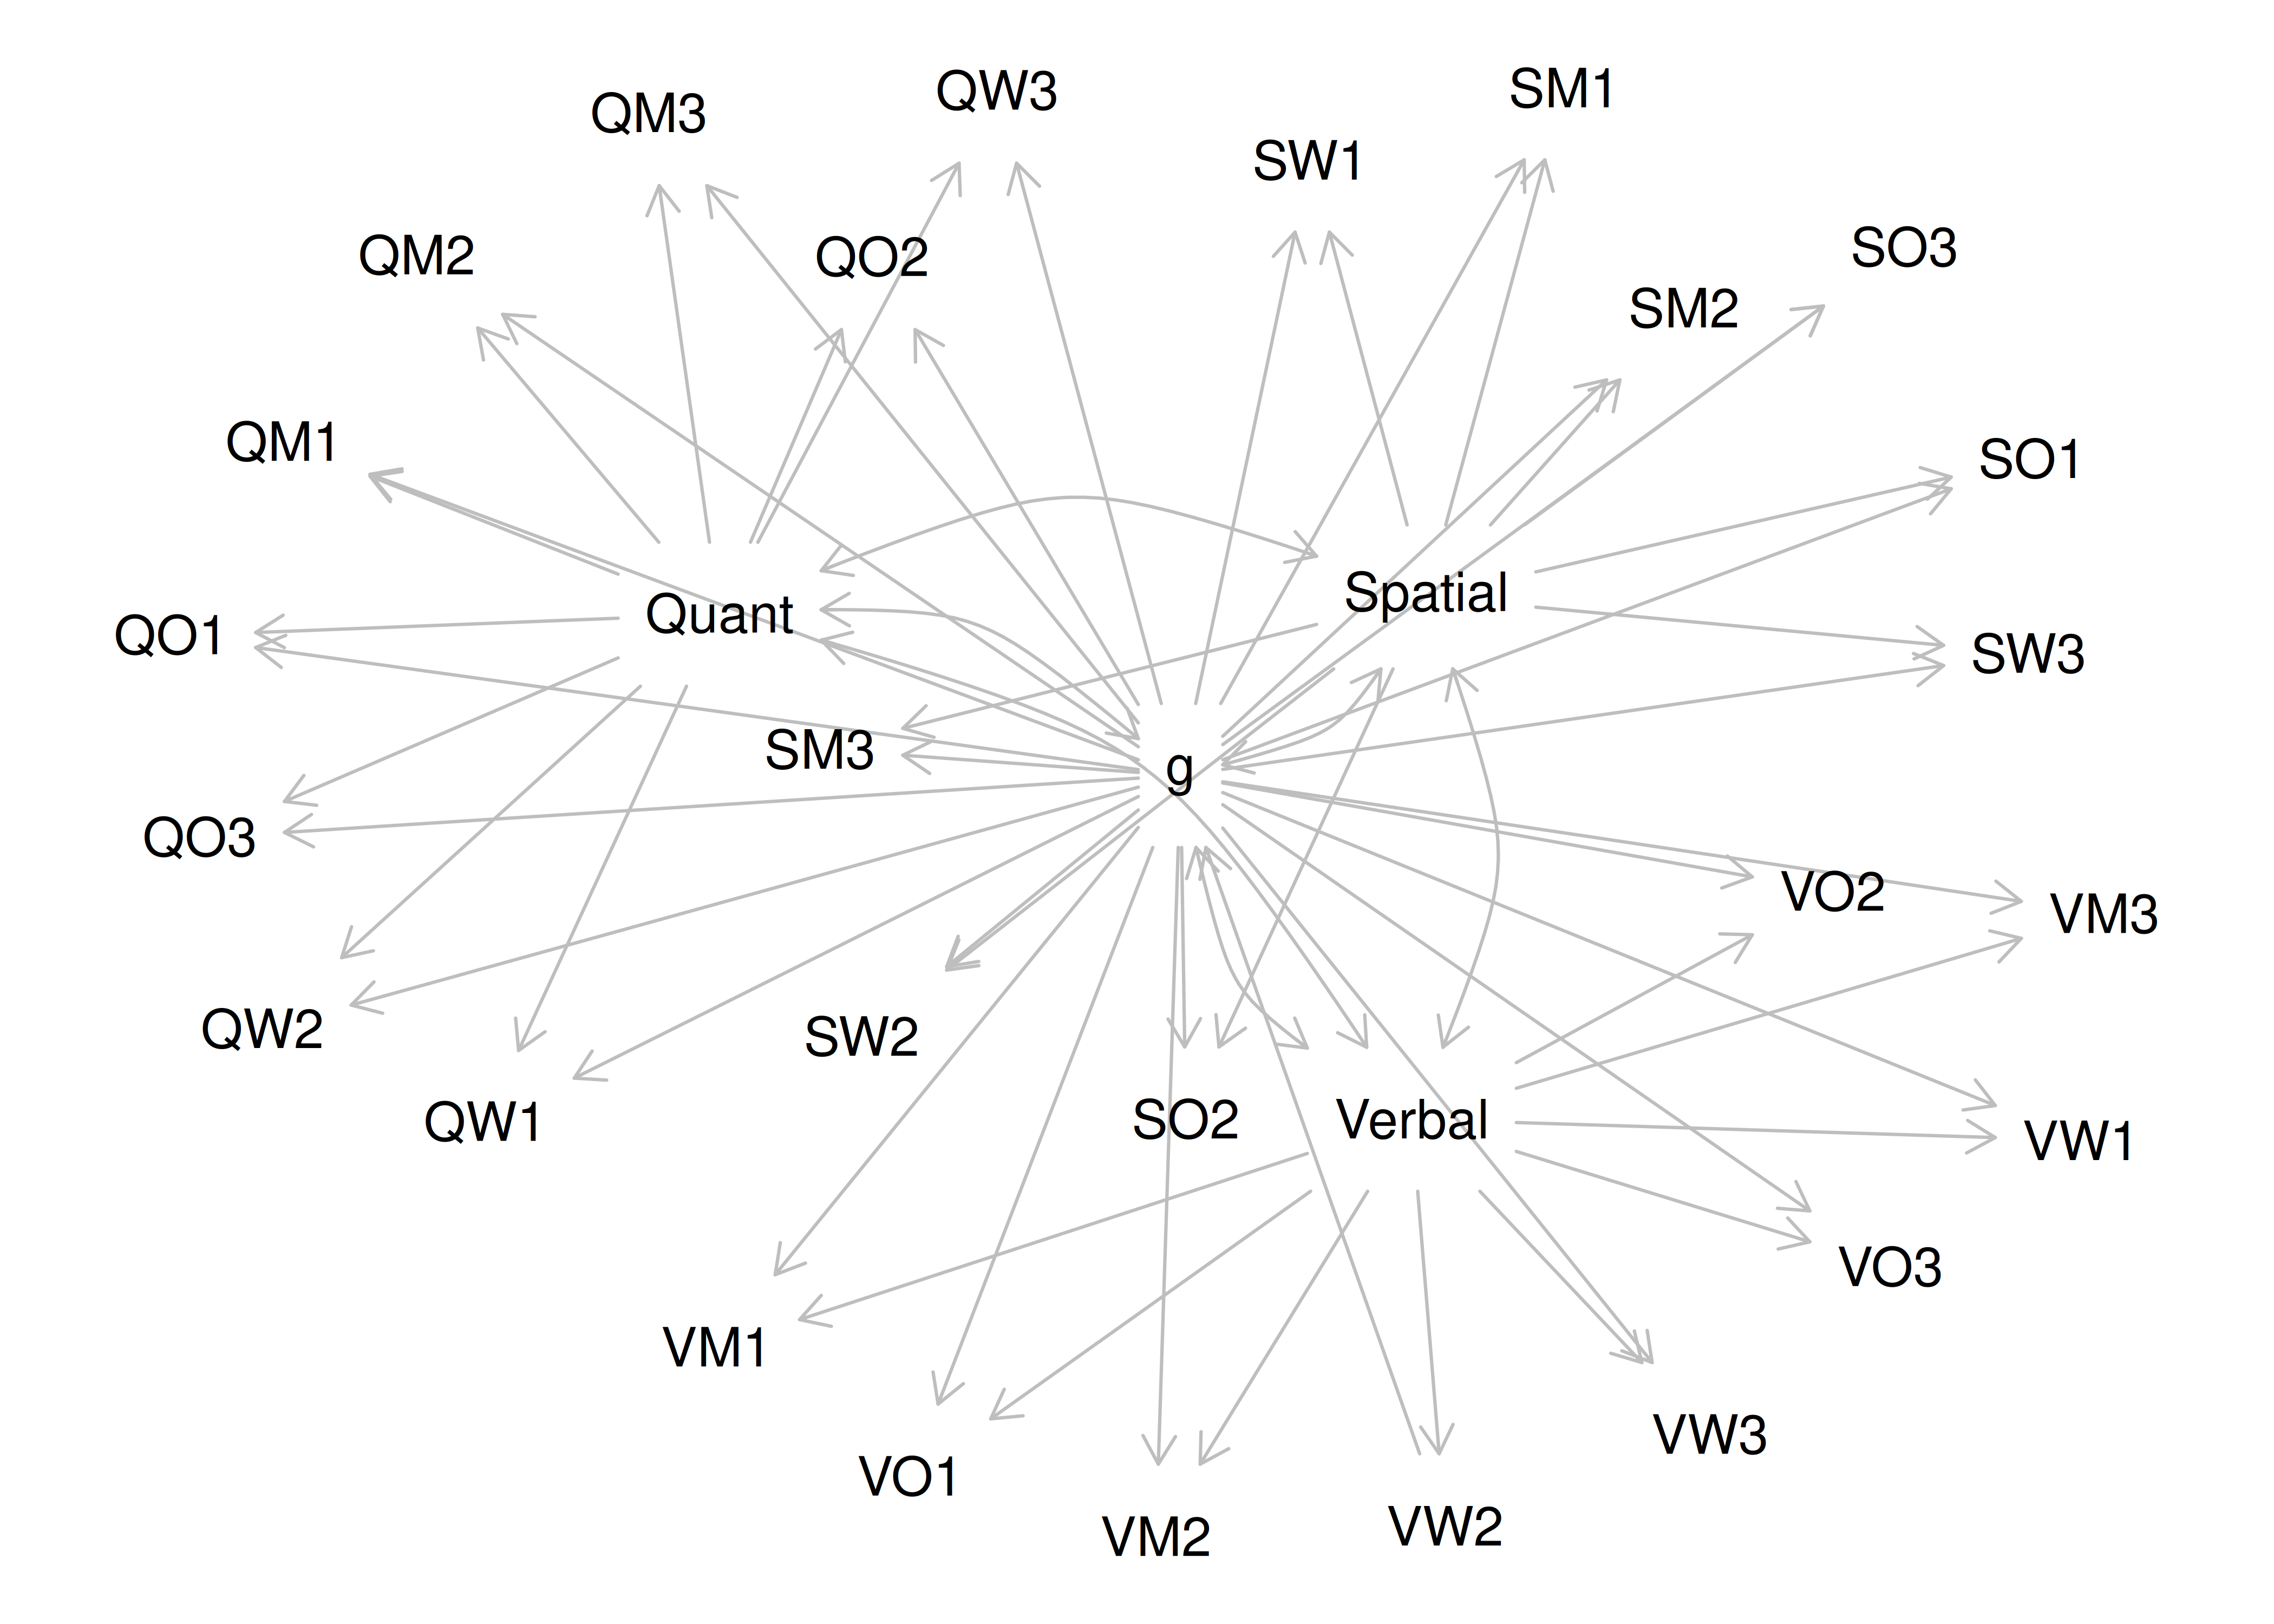 SM1
QW3
QM3
SW1
SO3
QM2
QO2
SM2
QM1
SO1
Spatial
Quant
QO1
SW3
SM3
g
QO3
VO2
VM3
QW2
SW2
QW1
SO2
Verbal
VW1
VO3
VM1
VW3
VO1
VW2
VM2